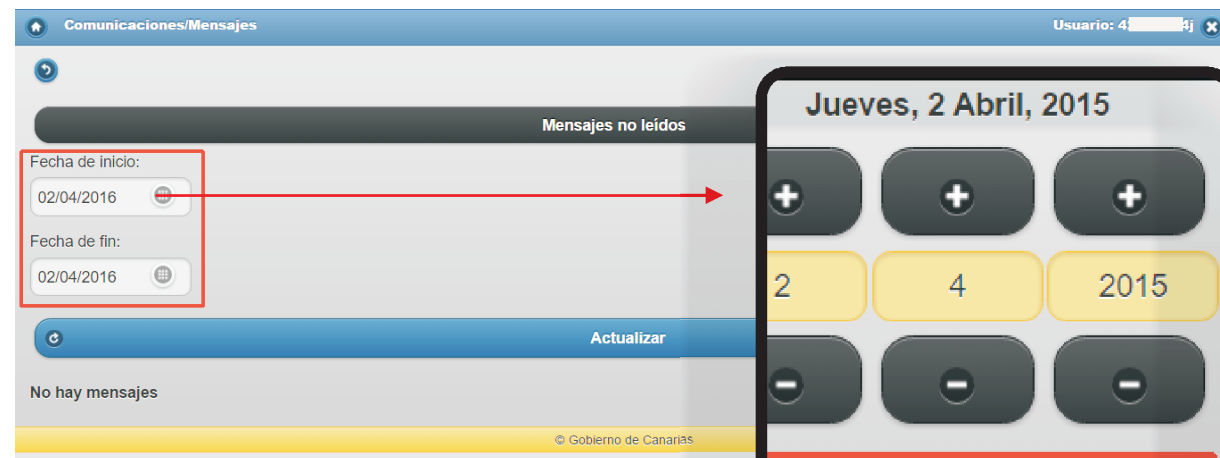 Comunicaciones/Mensajes
Usuario: 4 4j
Mensajes no leídos
Fecha de inicio:
02/04/2016
Fecha de fin:
02/04/2016
Actualizar
No hay mensajes
© Gobierno de Canarias
Jueves, 2 Abril, 2015
2 4 2015